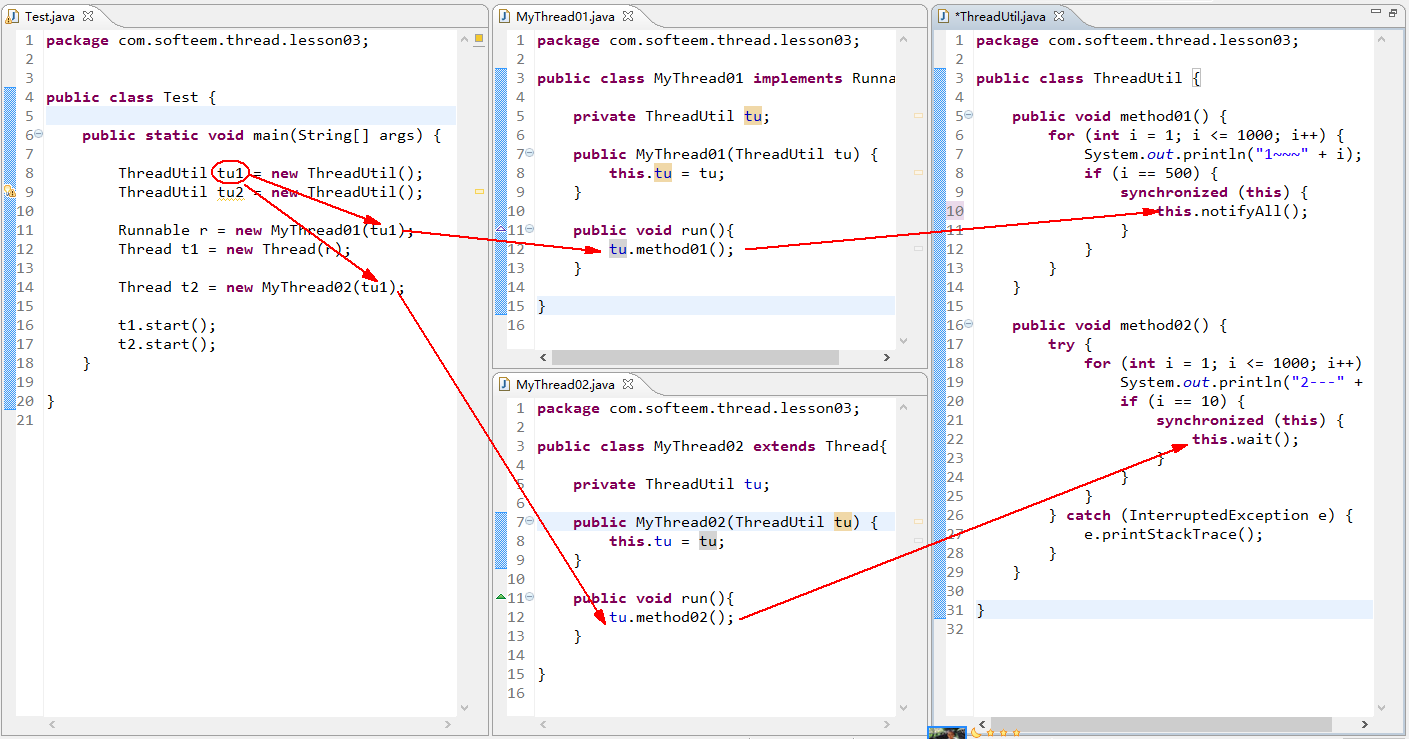 Test.java
1 package com.softeem.thread.lesson03;
2
3
4 public class Test {
5
6 public static void main(String[] args) {
7
8 ThreadUtil tu1 = new ThreadUtil();
9 ThreadUtil tu2 = new ThreadUtil();
10
11 Runnable r = new MyThread01(tu1);
12 Thread t1 = new Thread(r);
13
14 Thread t2 = new MyThread02(tu1);
15
16 t1.start();
17 t2.start();
18 }
19
20 }
21
MyThread01.java
1 package com.softeem.thread.lesson03;
2
3 public class MyThread01 implements Runna
4
5 private ThreadUtil tu;
6
7 public MyThread01(ThreadUtil tu) {
8 this.tu = tu;
9 }
10
11 public void run(){
12 tu.method01();
13 }
14
15 }
16
MyThread02.java
1 package com.softeem.thread.lesson03;
2
3 public class MyThread02 extends Thread{
4
5 private ThreadUtil tu;
6
7 public MyThread02(ThreadUtil tu) {
8 this.tu = tu;
9 }
10
11 public void run(){
12 tu.method02();
13 }
14
15 }
16
*ThreadUtil.java
1 package com.softeem.thread.lesson03;
2
3 public class ThreadUtil {
4
5 public void method01() {
6 for (int i = 1; i <= 1000; i++) {
7 System.out.println("1~~~" + i);
8 if (i == 500) {
9 synchronized (this) {
10 this.notifyAll();
11 }
12 }
13 }
14 }
15
16 public void method02() {
17 try {
18 for (int i = 1; i <= 1000; i++)
19 System.out.println("2---" +
20 if (i == 10) {
21 synchronized (this) {
22 this.wait();
23 }
24 }
25 }
26 } catch (InterruptedException e) {
27 e.printStackTrace();
28 }
29 }
30
31 }
32